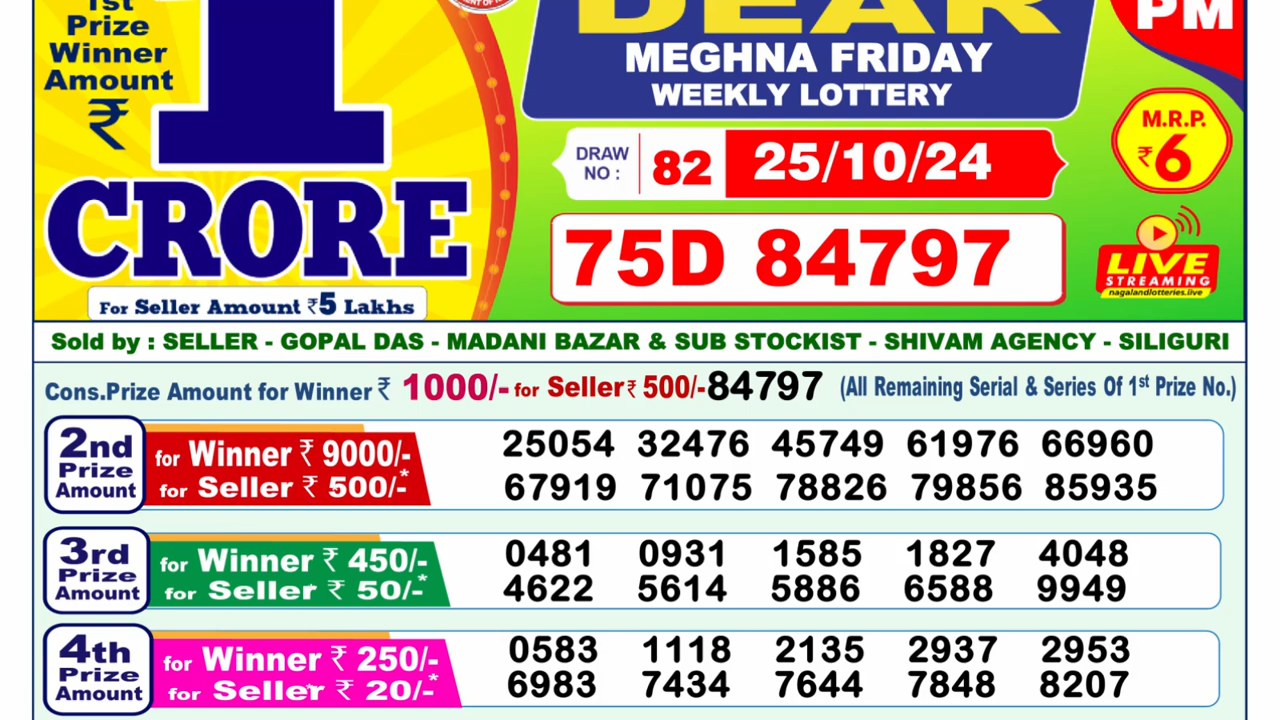 1st
Prize
Winner
Amount
₹
1
CRORE
For Seller Amount ₹5 Lakhs
DEAR
MEGHNA FRIDAY
WEEKLY LOTTERY
PM
DRAW
NO :
82
25/10/24
M.R.P.
₹6
75D 84797
LIVE
STREAMING
nagalandlotteries.live
Sold by : SELLER - GOPAL DAS - MADANI BAZAR & SUB STOCKIST - SHIVAM AGENCY - SILIGURI
Cons.Prize Amount for Winner ₹ 1000/- for Seller ₹ 500/- 84797 (All Remaining Serial & Series Of 1st Prize No.)
2nd
Prize
Amount
for Winner ₹ 9000/-
for Seller ₹ 500/-*
25054 32476 45749 61976 66960
67919 71075 78826 79856 85935
3rd
Prize
Amount
for Winner ₹ 450/-
for Seller ₹ 50/-*
0481 0931 1585 1827 4048
4622 5614 5886 6588 9949
4th
Prize
Amount
for Winner ₹ 250/-
for Seller ₹ 20/-*
0583 1118 2135 2937 2953
6983 7434 7644 7848 8207